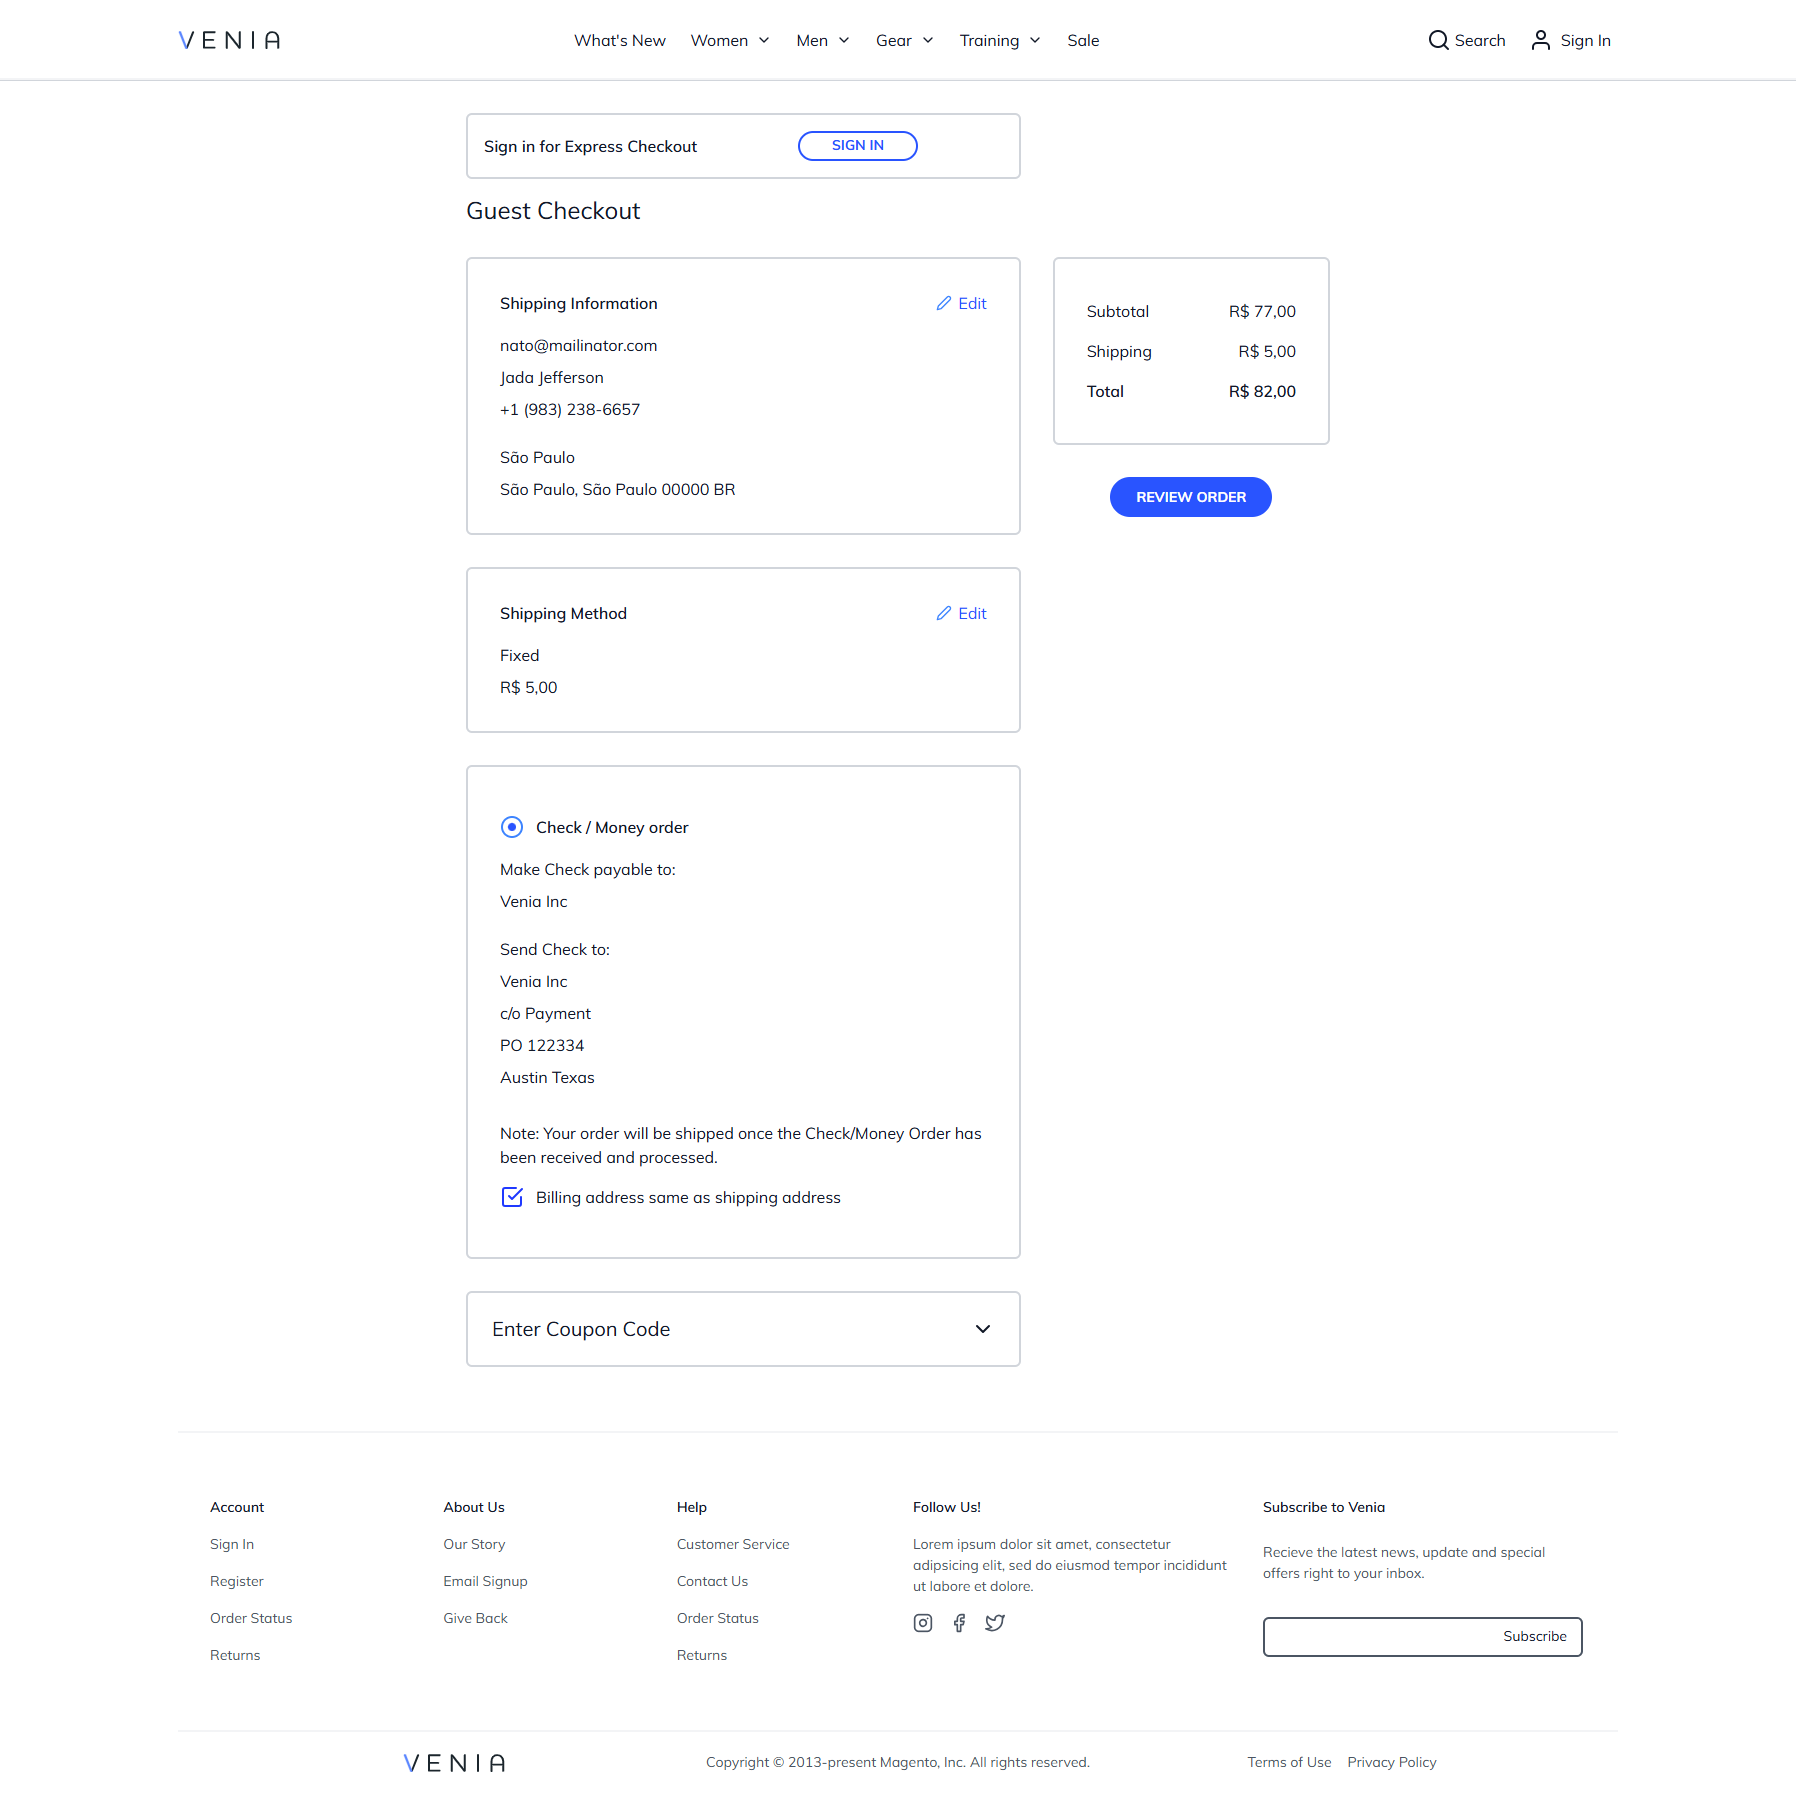 VENIA
What's New Women Men Gear Training Sale
Search Sign In
Sign in for Express Checkout
SIGN IN
Guest Checkout
Shipping Information
Edit
nato@mailinator.com
Jada Jefferson
+1 (983) 238-6657
São Paulo
São Paulo, São Paulo 00000 BR
Subtotal R$ 77,00
Shipping R$ 5,00
Total R$ 82,00
REVIEW ORDER
Shipping Method
Edit
Fixed
R$ 5,00
Check / Money order
Make Check payable to:
Venia Inc
Send Check to:
Venia Inc
c/o Payment
PO 122334
Austin Texas
Note: Your order will be shipped once the Check/Money Order has
been received and processed.
Billing address same as shipping address
Enter Coupon Code
Account
Sign In
Register
Order Status
Returns
About Us
Our Story
Email Signup
Give Back
Help
Customer Service
Contact Us
Order Status
Returns
Follow Us!
Lorem ipsum dolor sit amet, consectetur
adipsicing elit, sed do eiusmod tempor incididunt
ut labore et dolore.
Subscribe to Venia
Recieve the latest news, update and special
offers right to your inbox.
Subscribe
VENIA
Copyright © 2013-present Magento, Inc. All rights reserved.
Terms of Use Privacy Policy